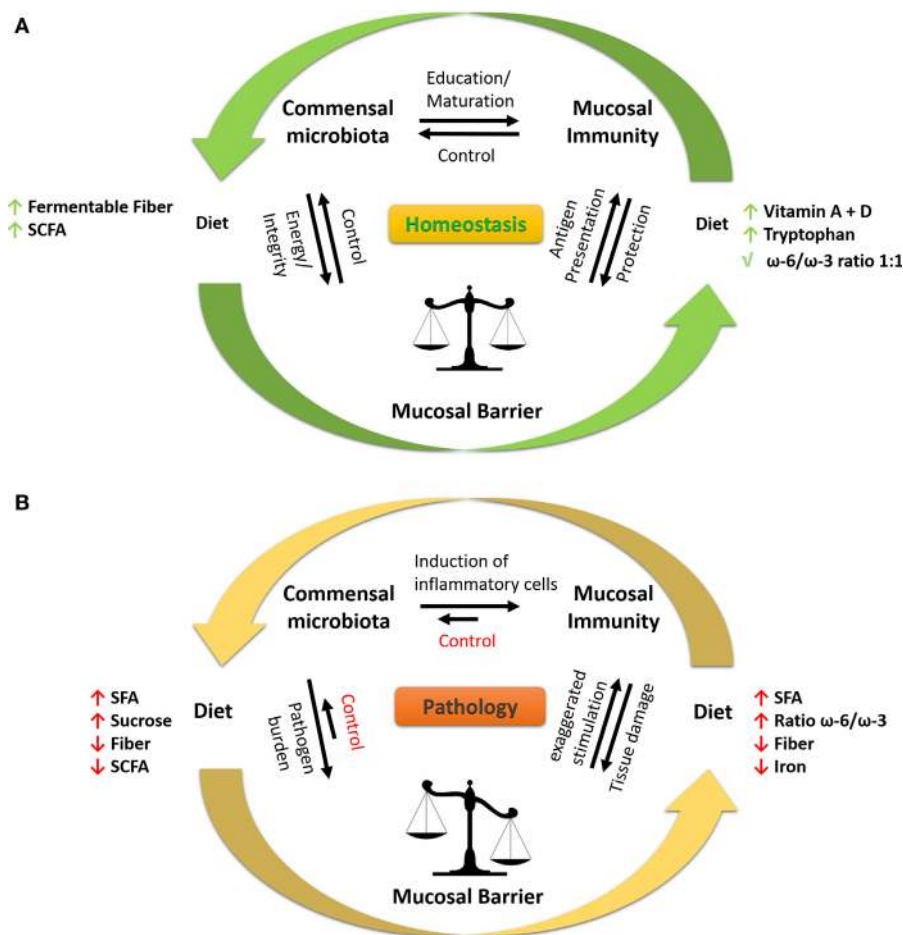 A
Education/
Maturation
Commensal
microbiota
Mucosal
Immunity
Control
↑ Fermentable Fiber
↑ SCFA
Diet
Energy/
Integrity
Control
Homeostasis
Antigen
Presentation
Protection
Diet
↑ Vitamin A + D
↑ Tryptophan
√ ω-6/ω-3 ratio 1:1
Mucosal Barrier
B
Induction of
inflammatory cells
Commensal
microbiota
Mucosal
Immunity
Control
↑ SFA
↑ Sucrose
↓ Fiber
↓ SCFA
Diet
Pathogen
burden
Control
Pathology
exaggerated
stimulation
Tissue damage
Diet
↑ SFA
↑ Ratio ω-6/ω-3
↓ Fiber
↓ Iron
Mucosal Barrier